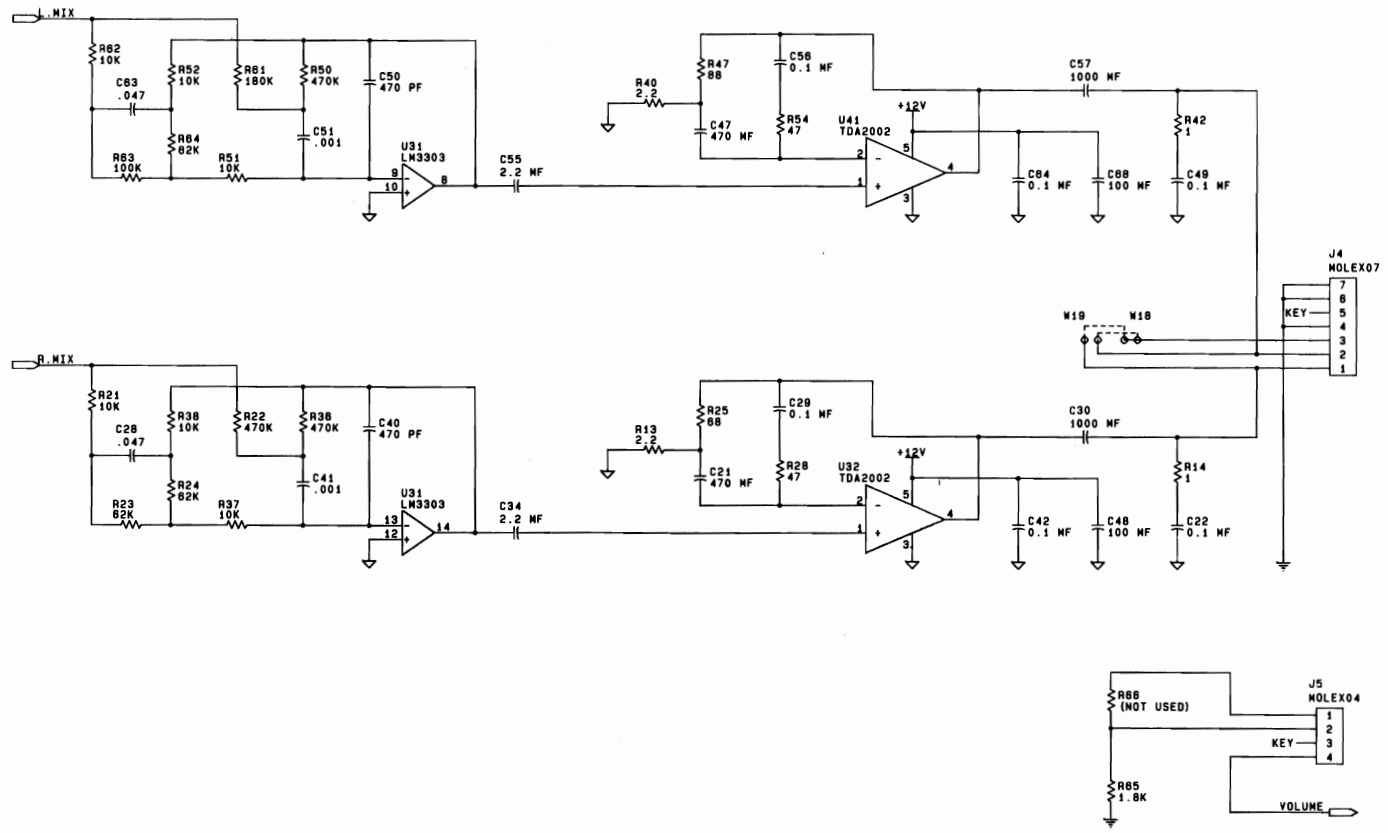 L.MIX
R62
10K
C63
.047
R52
10K
R61
180K
R50
470K
C50
470 PF
R64
62K
C51
.001
R63
100K
R51
10K
U31
LM3303
9
10
8
-
+
C55
2.2 MF
R40
2.2
R47
68
C56
0.1 MF
C47
470 MF
R54
47
U41
TDA2002
+12V
2
1
5
3
4
-
+
C57
1000 MF
R42
1
C64
0.1 MF
C68
100 MF
C49
0.1 MF
J4
MOLEX07
7
6
KEY
5
4
3
2
1
W19
W18
R.MIX
R21
10K
C28
.047
R38
10K
R22
470K
R36
470K
C40
470 PF
R24
62K
C41
.001
R23
62K
R37
10K
U31
LM3303
13
12
14
-
+
C34
2.2 MF
R13
2.2
R25
68
C29
0.1 MF
C21
470 MF
R28
47
U32
TDA2002
+12V
2
1
5
3
4
-
+
C30
1000 MF
R14
1
C42
0.1 MF
C48
100 MF
C22
0.1 MF
R66
(NOT USED)
J5
MOLEX04
1
2
KEY
3
4
R65
1.8K
VOLUME